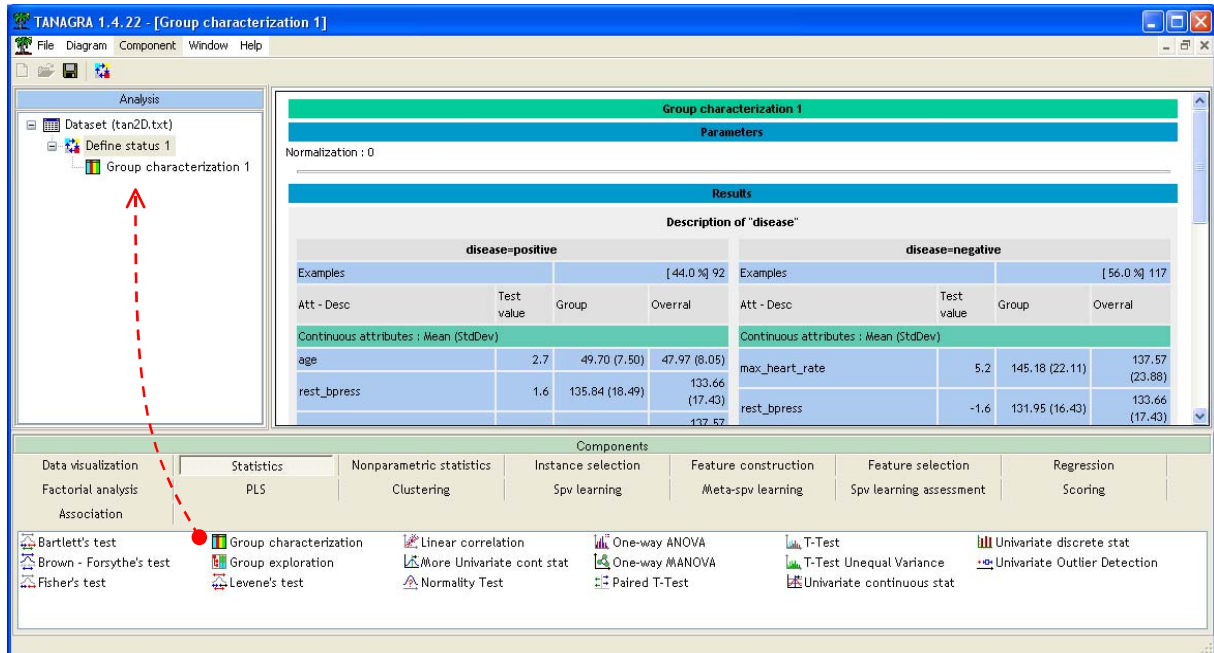 TANAGRA 1.4.22 - [Group characterization 1]
File Diagram Component Window Help
Analysis
Dataset (tan2D.txt)
Define status 1
Group characterization 1
Group characterization 1
Parameters
Normalization : 0
Results
Description of "disease"
disease=positive disease=negative
Examples [ 44.0 %] 92 Examples [ 56.0 %] 117
Att - Desc Test value Group Overral Att - Desc Test value Group Overral
Continuous attributes : Mean (StdDev) Continuous attributes : Mean (StdDev)
age 2.7 49.70 (7.50) 47.97 (8.05) max_heart_rate 5.2 145.18 (22.11) 137.57 (23.88)
rest_bpress 1.6 135.84 (18.49) 133.66 (17.43) rest_bpress -1.6 131.95 (16.43) 133.66 (17.43)
137.57
Components
Data visualization Statistics Nonparametric statistics Instance selection Feature construction Feature selection Regression
Factorial analysis PLS Clustering Spv learning Meta-spv learning Spv learning assessment Scoring
Association
Bartlett's test Group characterization Linear correlation One-way ANOVA T-Test Univariate discrete stat
Brown - Forsythe's test Group exploration More Univariate cont stat One-way MANOVA T-Test Unequal Variance Univariate Outlier Detection
Fisher's test Levene's test Normality Test Paired T-Test Univariate continuous stat